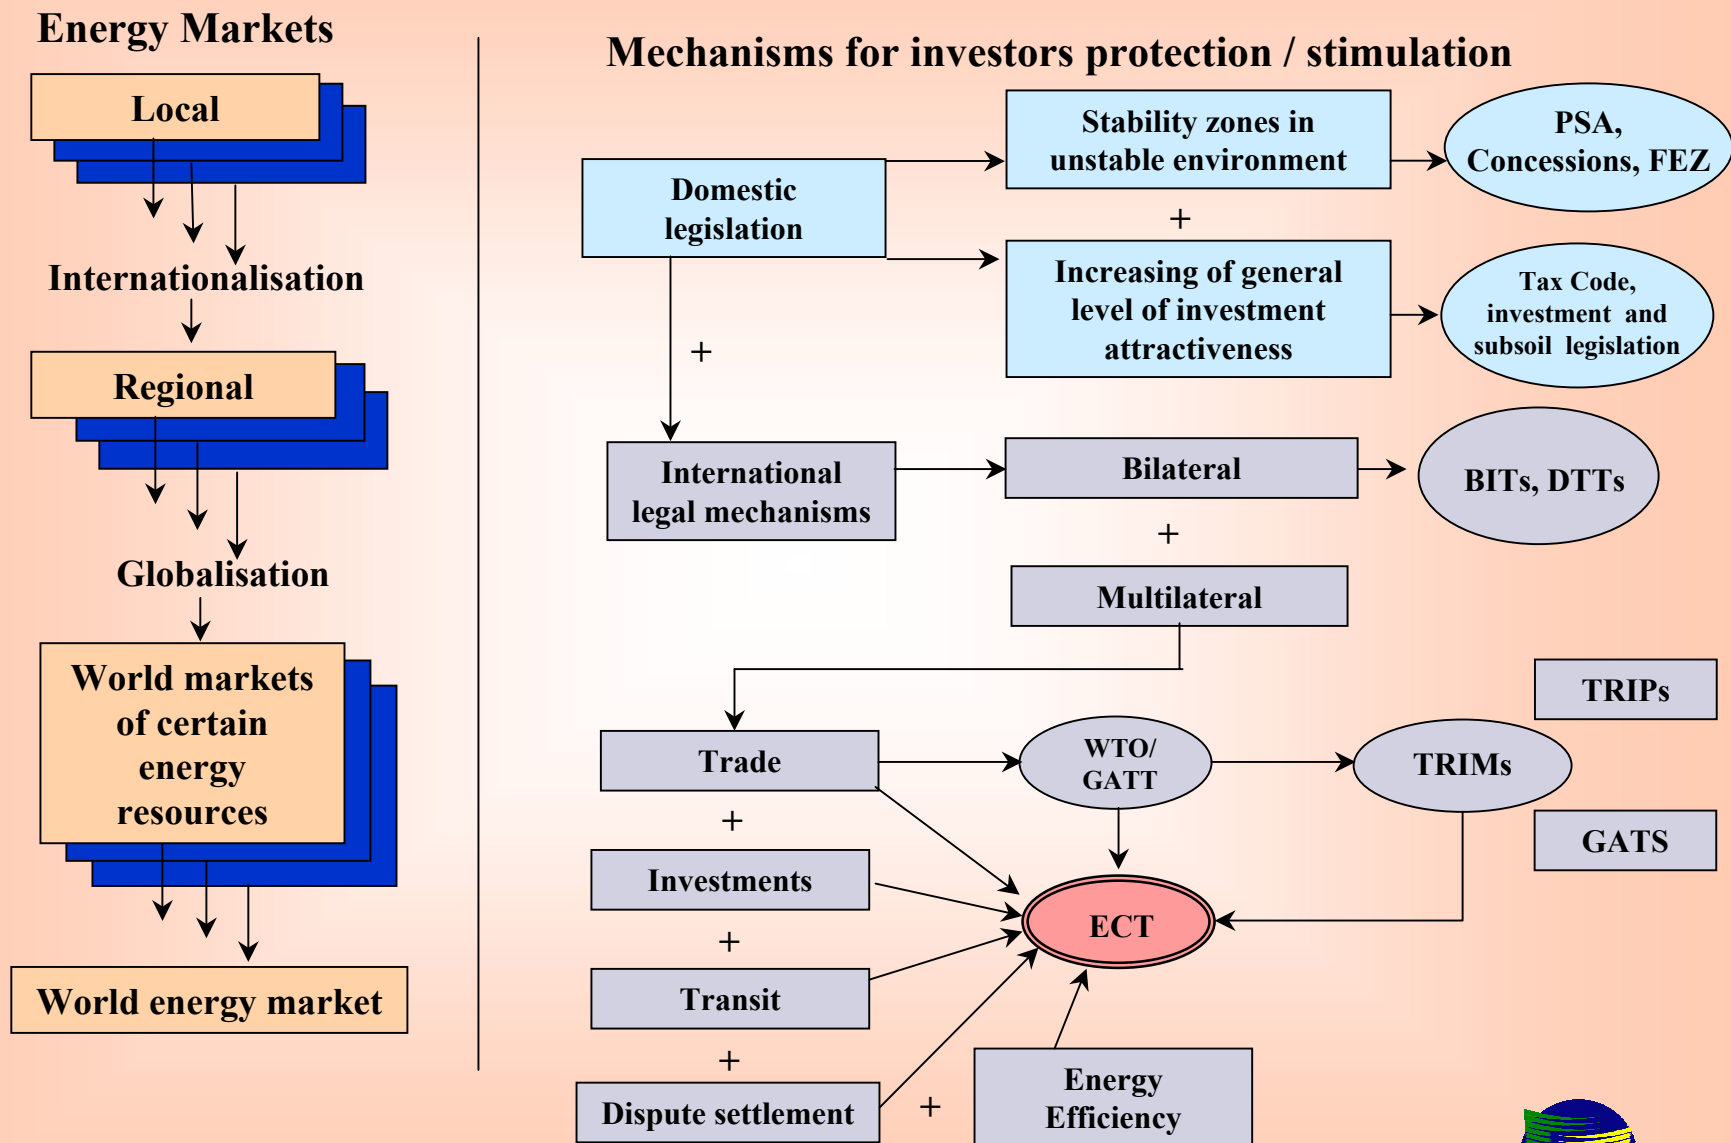 Energy Markets
Local
Internationalisation
Regional
Globalisation
World markets
of certain
energy
resources
World energy market
Mechanisms for investors protection / stimulation
Domestic
legislation
Stability zones in
unstable environment
PSA,
Concessions, FEZ
+
Increasing of general
level of investment
attractiveness
Tax Code,
investment and
subsoil legislation
+
International
legal mechanisms
Bilateral
BITs, DTTs
+
Multilateral
TRIPs
Trade
WTO/
GATT
TRIMs
GATS
+
Investments
ECT
+
Transit
+
Dispute settlement
+
Energy
Efficiency